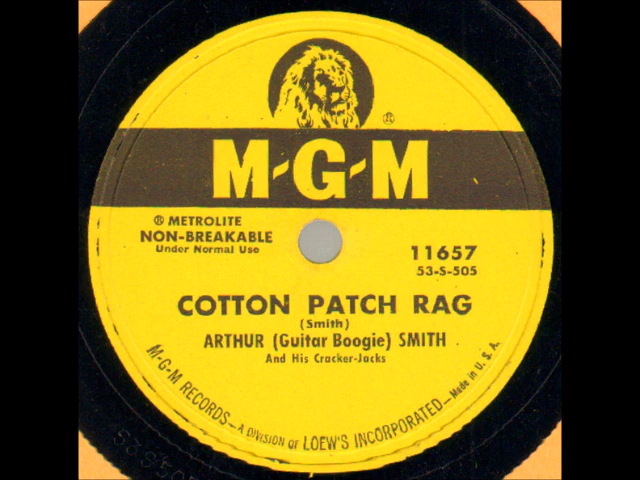 ®
M-G-M
® METROLITE
NON-BREAKABLE
Under Normal Use
11657
53-S-505
COTTON PATCH RAG
(Smith)
ARTHUR (Guitar Boogie) SMITH
And His Cracker-Jacks
M-G-M RECORDS—A DIVISION OF LOEW'S INCORPORATED—Made in U. S. A.